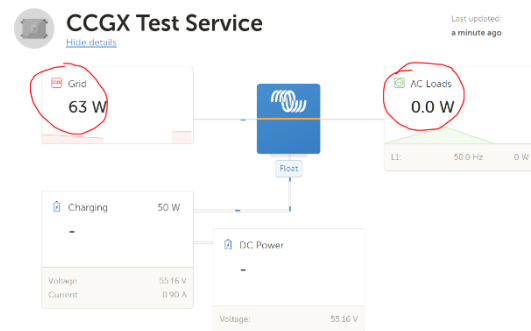 CCGX Test Service
Hide details
Last updated:
a minute ago
Grid
63 W
AC Loads
0.0 W
L1: 50.0 Hz 0 W
Float
Charging 50 W
-
Voltage: 55.16 V
Current: 0.90 A
DC Power
-
Voltage: 55.16 V